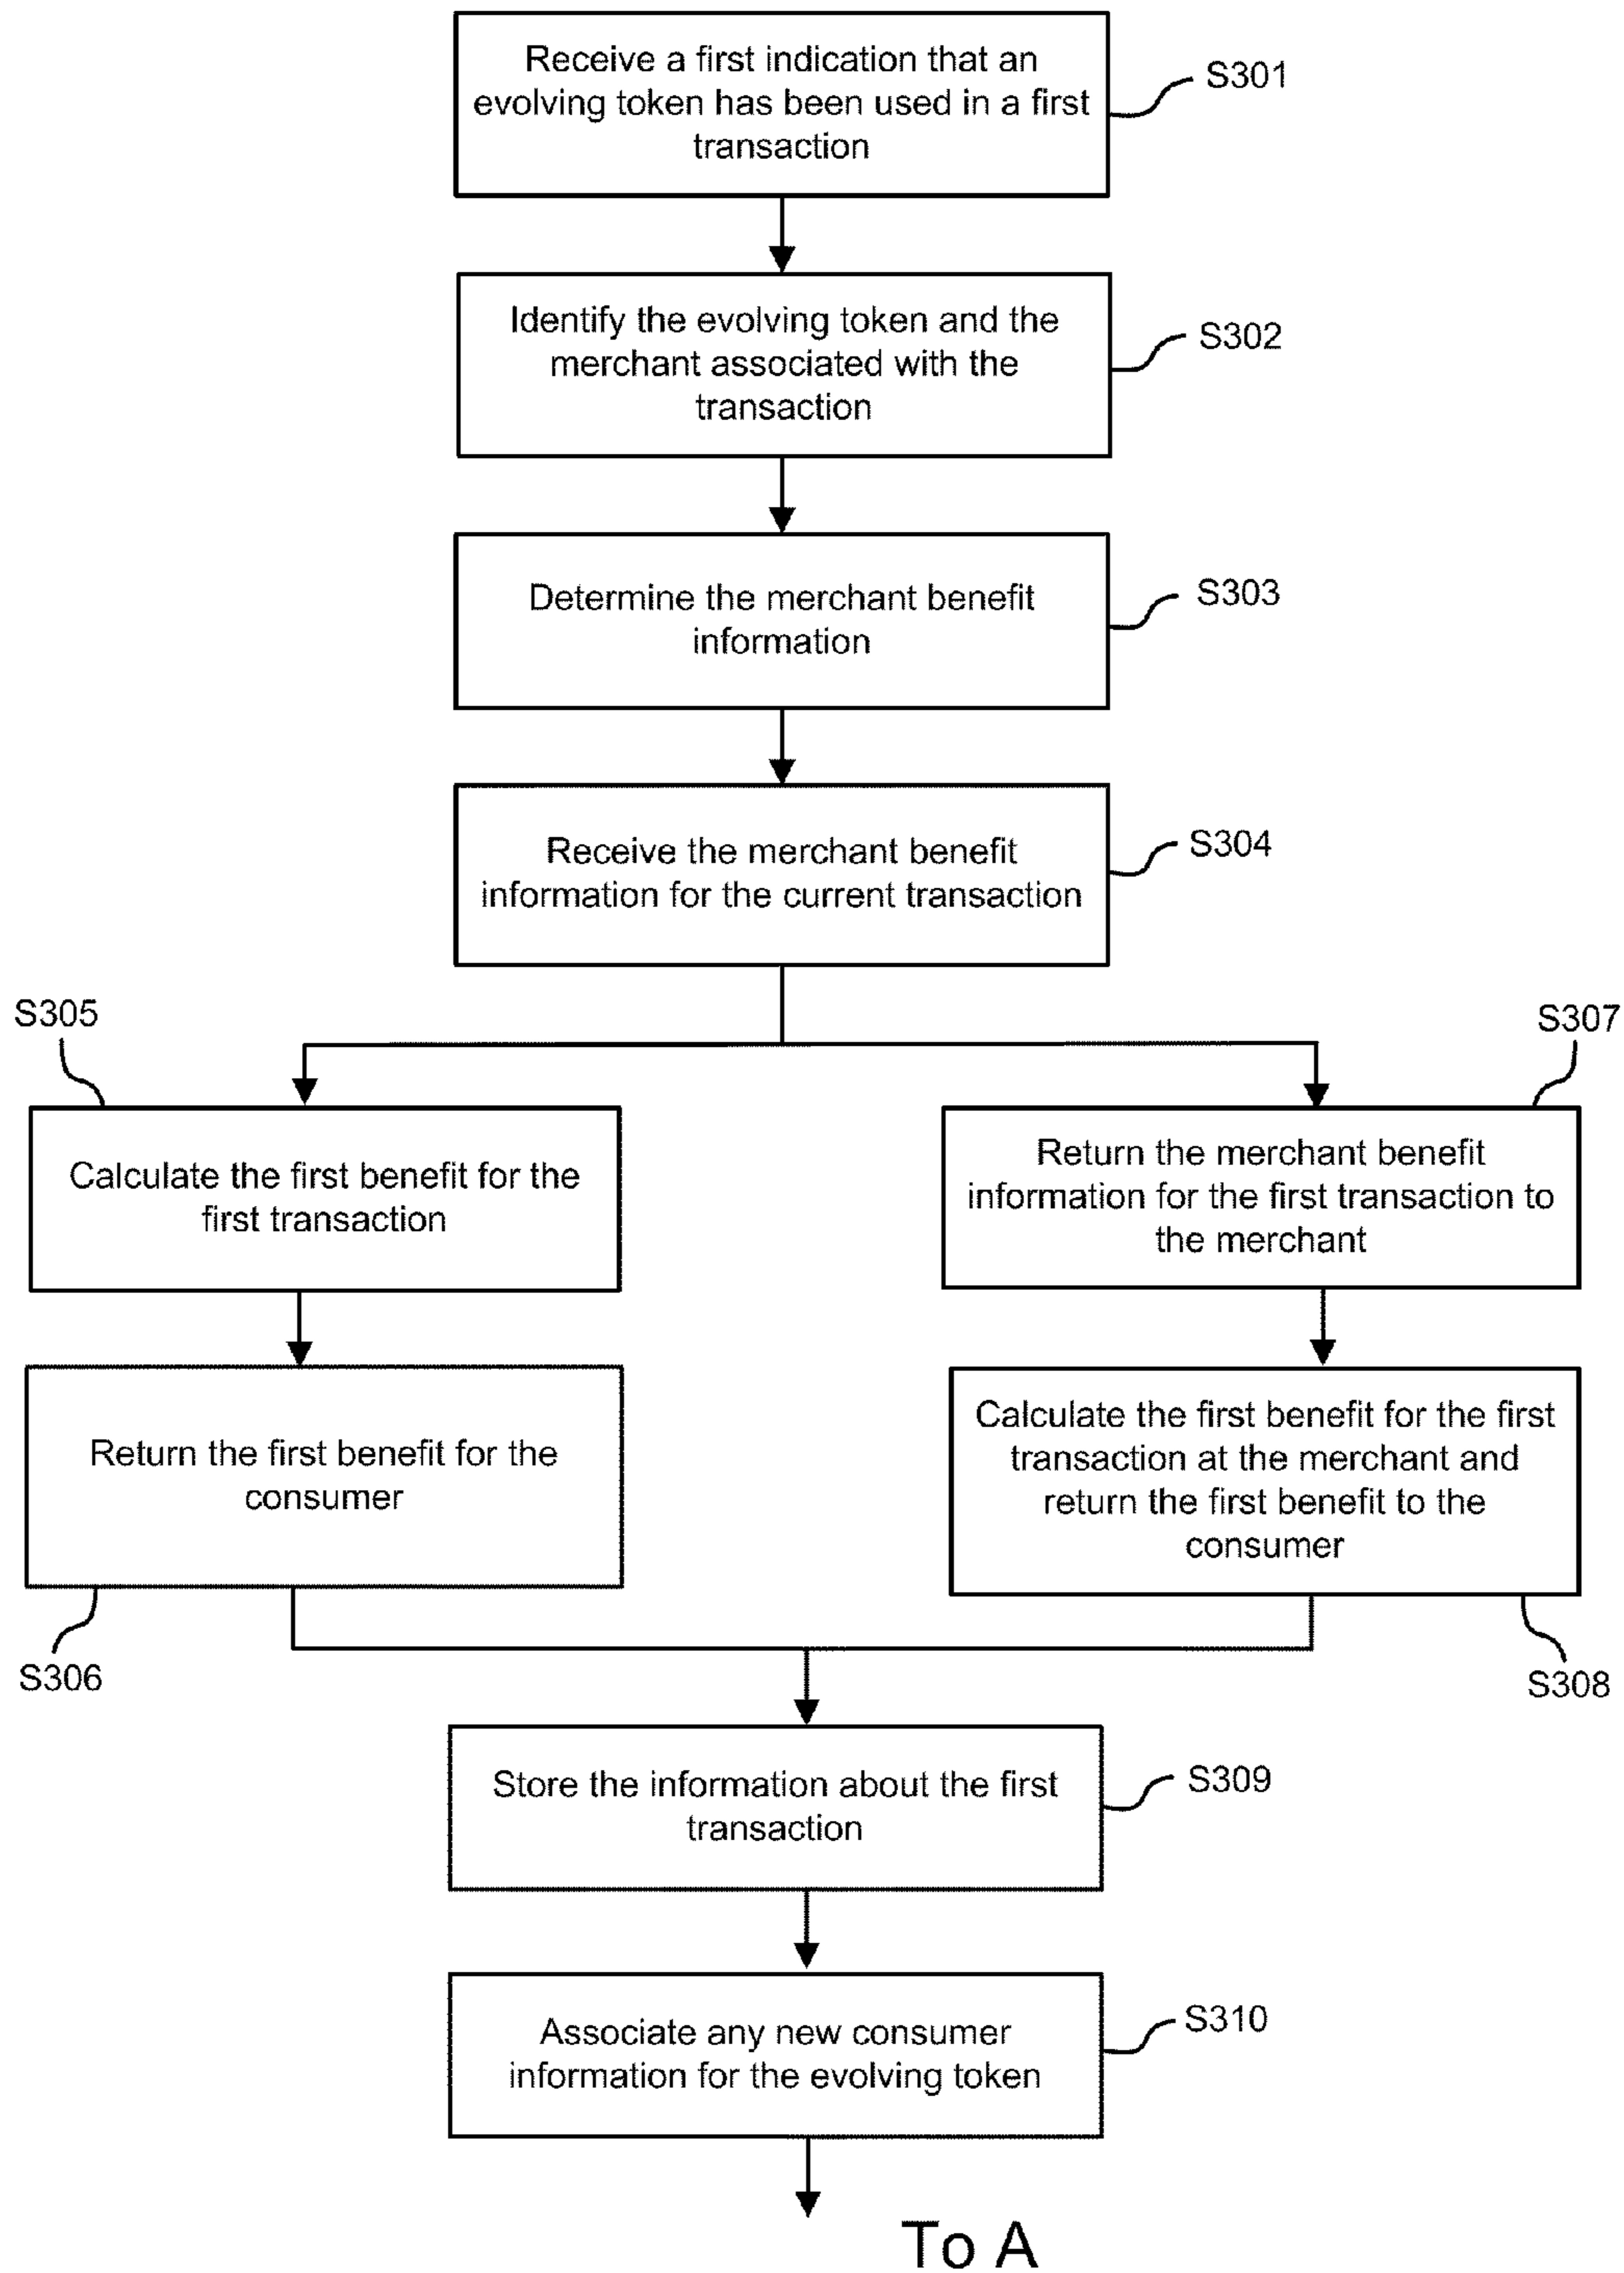 Receive a first indication that an
evolving token has been used in a first
transaction
S301
Identify the evolving token and the
merchant associated with the
transaction
S302
Determine the merchant benefit
information
S303
Receive the merchant benefit
information for the current transaction
S304
S305
Calculate the first benefit for the
first transaction
S307
Return the merchant benefit
information for the first transaction to
the merchant
Return the first benefit for the
consumer
S306
Calculate the first benefit for the first
transaction at the merchant and
return the first benefit to the
consumer
S308
Store the information about the first
transaction
S309
Associate any new consumer
information for the evolving token
S310
To A